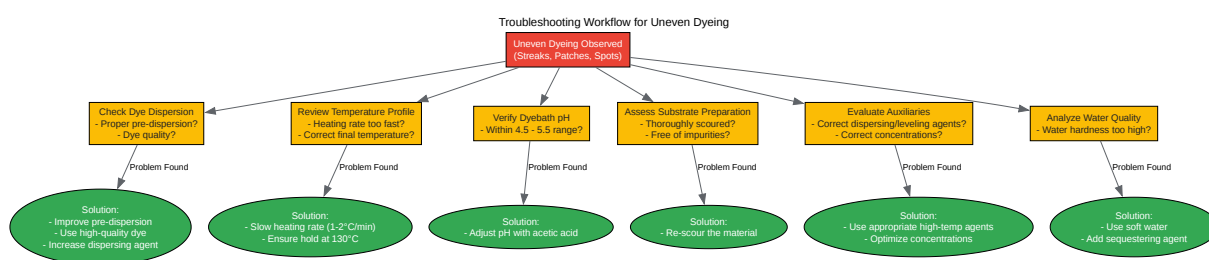 Troubleshooting Workflow for Uneven Dyeing
Uneven Dyeing Observed
(Streaks, Patches, Spots)
Check Dye Dispersion
- Proper pre-dispersion?
- Dye quality?
Review Temperature Profile
- Heating rate too fast?
- Correct final temperature?
Verify Dyebath pH
- Within 4.5 - 5.5 range?
Assess Substrate Preparation
- Thoroughly scoured?
- Free of impurities?
Evaluate Auxiliaries
- Correct dispersing/leveling agents?
- Correct concentrations?
Analyze Water Quality
- Water hardness too high?
Problem Found
Problem Found
Problem Found
Problem Found
Problem Found
Problem Found
Solution:
- Improve pre-dispersion
- Use high-quality dye
- Increase dispersing agent
Solution:
- Slow heating rate (1-2°C/min)
- Ensure hold at 130°C
Solution:
- Adjust pH with acetic acid
Solution:
- Re-scour the material
Solution:
- Use appropriate high-temp agents
- Optimize concentrations
Solution:
- Use soft water
- Add sequestering agent